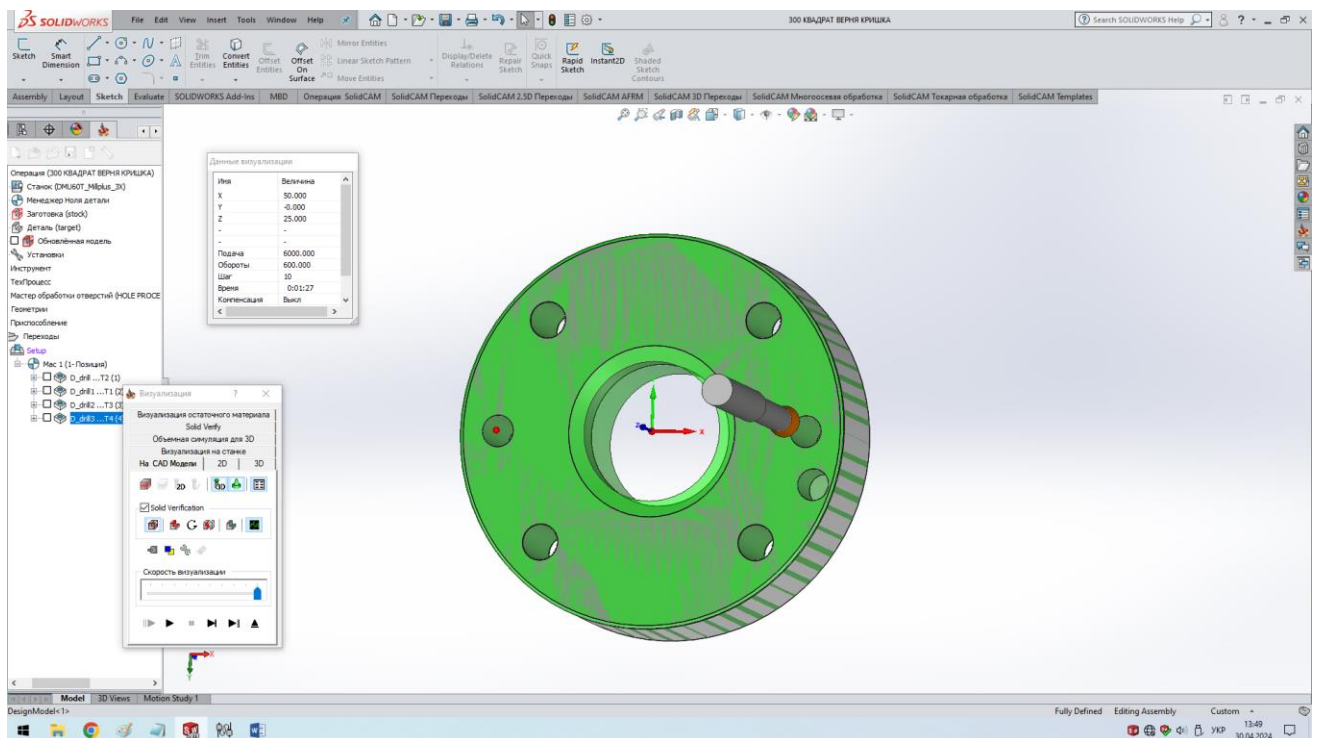 SOLIDWORKS File Edit View Insert Tools Window Help 300 КВАДРАТ ВЕРНЯ КРИШКА Search SOLIDWORKS Help
Sketch Smart Dimension Trim Entities Convert Entities Offset Entities Offset On Surface Mirror Entities Linear Sketch Pattern Move Entities Display/Delete Relations Repair Sketch Quick Snaps Rapid Sketch Instant2D Shaded Sketch Contours
Assembly Layout Sketch Evaluate SOLIDWORKS Add-Ins MBD Операция SolidCAM SolidCAM Переходы SolidCAM 2.5D Переходы SolidCAM AFRM SolidCAM 3D Переходы SolidCAM Многоосевая обработка SolidCAM Токарная обработка SolidCAM Templates
Операция (300 КВАДРАТ ВЕРНЯ КРИШКА)
Станок (DMU60T_Millplus_3X)
Менеджер Ноля детали
Заготовка (stock)
Деталь (target)
Обновлённая модель
Установки
Инструмент
ТехПроцесс
Мастер обработки отверстий (HOLE PROCE
Геометрии
Приспособление
Переходы
Setup
Мас 1 (1- Позиция)
D_drill ...T2 (1)
D_drill1 ...T1 (2)
D_drill2 ...T3 (3)
D_drill3 ...T4 (4)
Данные визуализации
Имя Величина
X 50.000
Y -0.000
Z 25.000
- -
- -
Подача 6000.000
Обороты 600.000
Шаг 10
Время 0:01:27
Компенсация Выкл
Визуализация ?
Визуализация остаточного материала
Solid Verify
Объемная симуляция для 3D
Визуализация на станке
На CAD Модели 2D 3D
2D 3D
Solid Verification
Скорость визуализации
z x
X
Y
Model 3D Views Motion Study 1
DesignModel<1> Fully Defined Editing Assembly Custom
УКР 13:49
30.04.2024